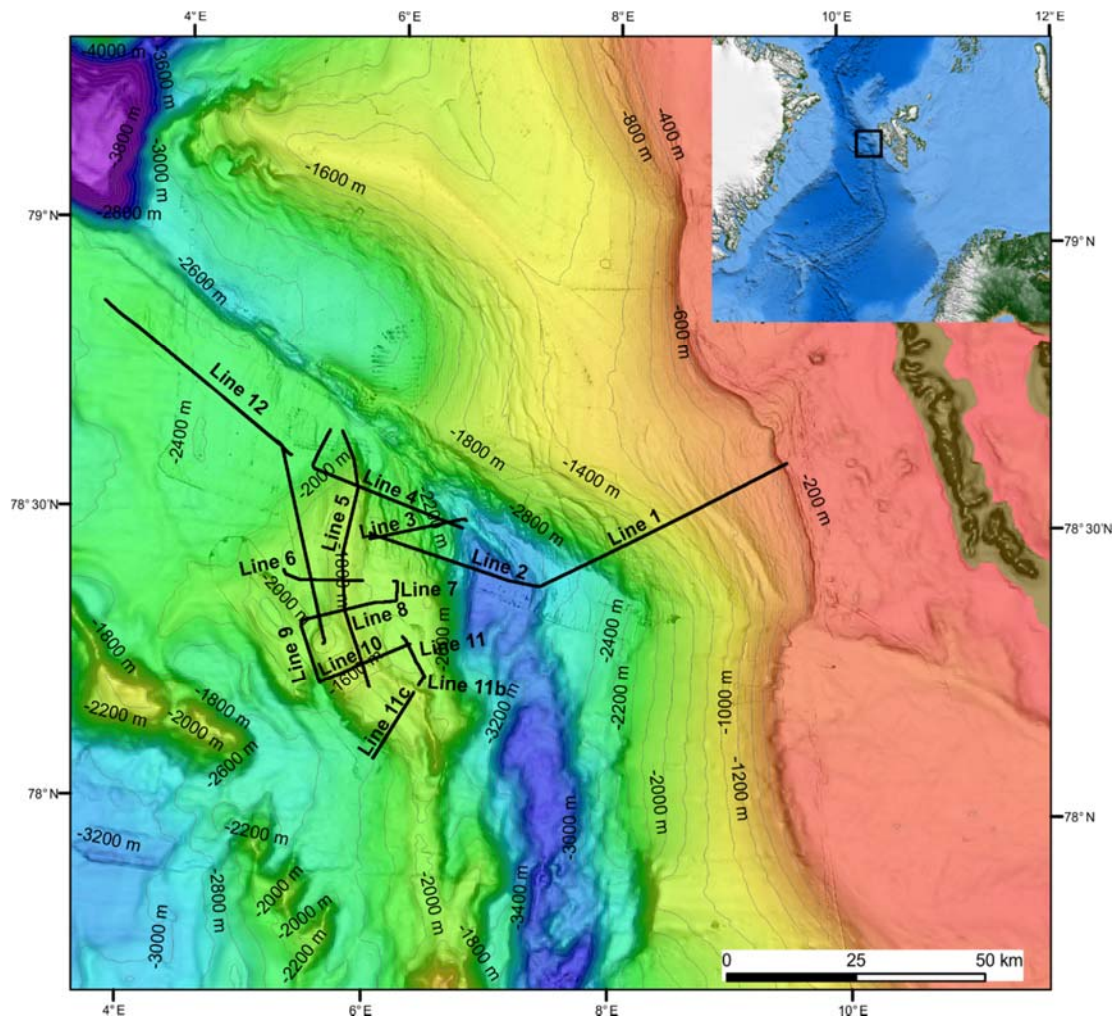 4°E
6°E
8°E
10°E
12°E
-4000 m
-3600 m
-3800 m
-3000 m
-2800 m
-800 m
-400 m
-1600 m
79°N
79°N
-2600 m
-600 m
Line 12
-2400 m
-1800 m
-2000 m
-1400 m
Line 4
-2200 m
-200 m
78°30'N
78°30'N
Line 5
Line 3
-2800 m
Line 1
Line 6
Line 2
-2000 m
Line 7
Line 8
-2400 m
Line 9
Line 10
Line 11
-1800 m
-1600 m
Line 11b
-2200 m
-2200 m
-1800 m
-2000 m
-3200 m
-1000 m
Line 11c
-2600 m
-1200 m
78°N
78°N
-2000 m
-3000 m
-3200 m
-2200 m
-2800 m
-2000 m
-2000 m
-3400 m
-2000 m
-2200 m
-3000 m
-1800 m
0
25
50 km
4°E
6°E
8°E
10°E